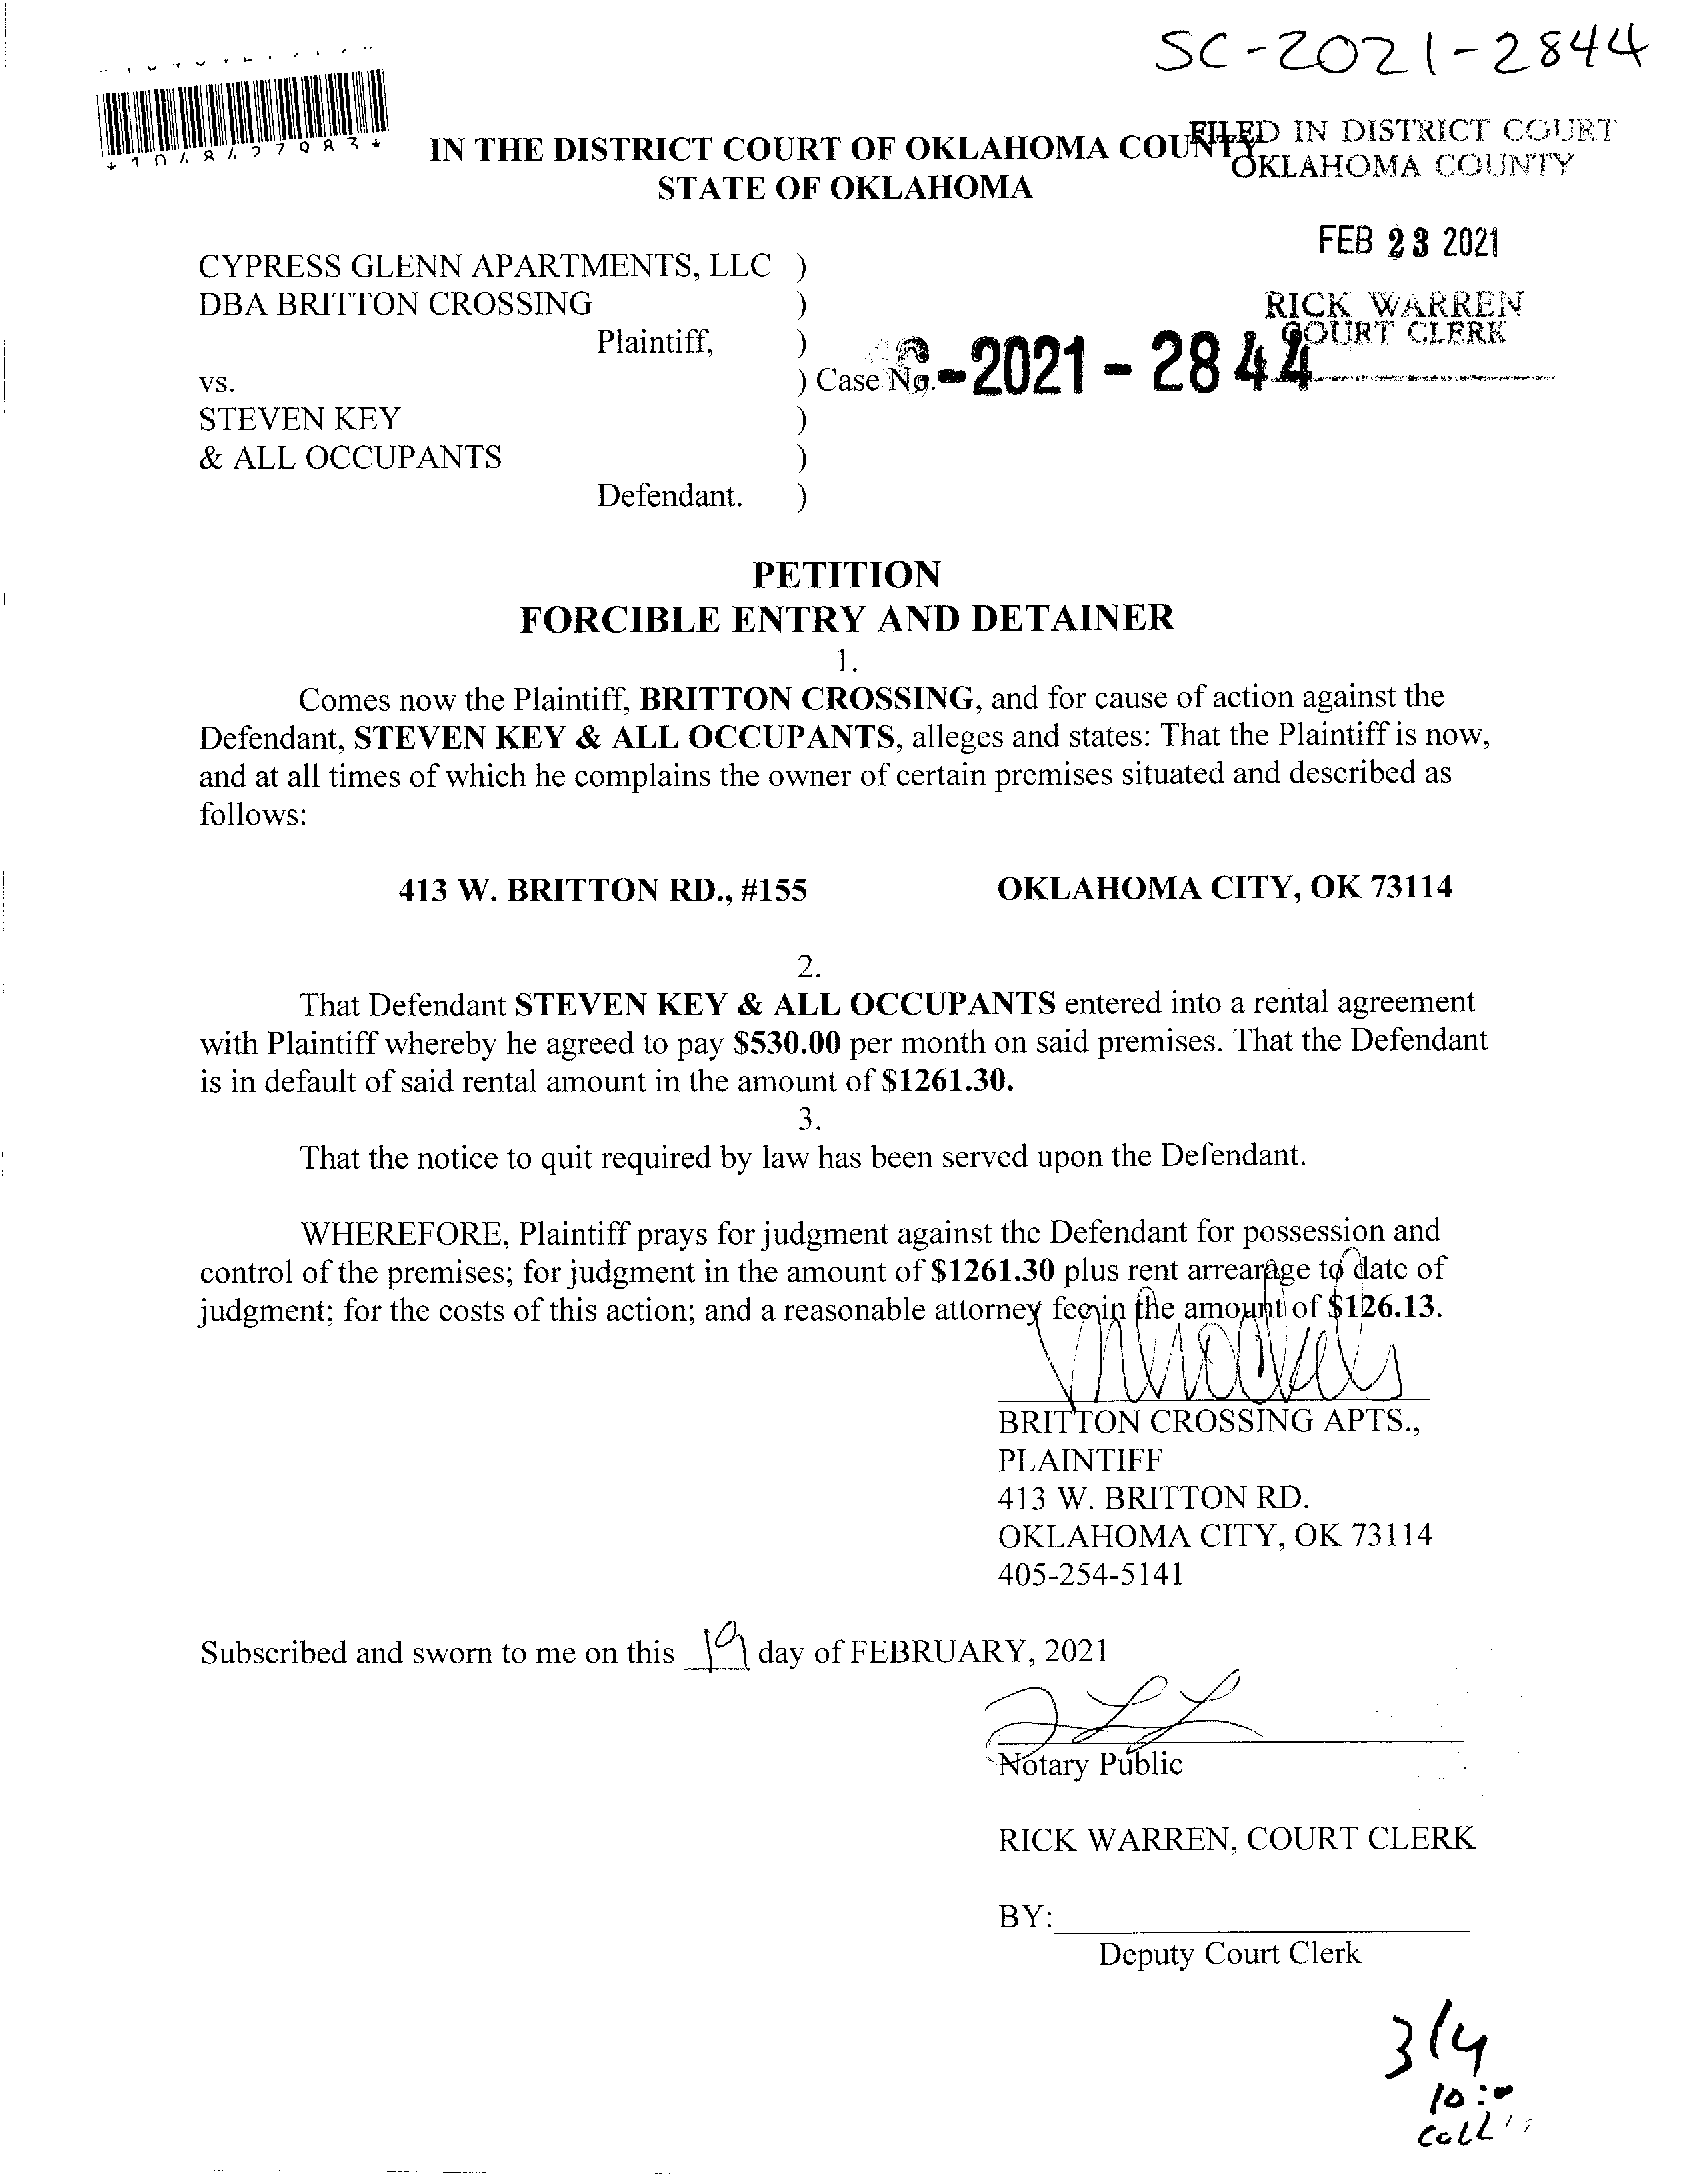 SC-2021-2844
IN THE DISTRICT COURT OF OKLAHOMA COUNTY
STATE OF OKLAHOMA
FILED IN DISTRICT COURT
OKLAHOMA COUNTY
FEB 23 2021
RICK WARREN
COURT CLERK
CYPRESS GLENN APARTMENTS, LLC )
DBA BRITTON CROSSING )
Plaintiff, )
vs. ) Case No. -2021-2844
STEVEN KEY )
& ALL OCCUPANTS )
Defendant. )
PETITION
FORCIBLE ENTRY AND DETAINER
1.
Comes now the Plaintiff, BRITTON CROSSING, and for cause of action against the
Defendant, STEVEN KEY & ALL OCCUPANTS, alleges and states: That the Plaintiff is now,
and at all times of which he complains the owner of certain premises situated and described as
follows:
413 W. BRITTON RD., #155 OKLAHOMA CITY, OK 73114
2.
That Defendant STEVEN KEY & ALL OCCUPANTS entered into a rental agreement
with Plaintiff whereby he agreed to pay $530.00 per month on said premises. That the Defendant
is in default of said rental amount in the amount of $1261.30.
3.
That the notice to quit required by law has been served upon the Defendant.
WHEREFORE, Plaintiff prays for judgment against the Defendant for possession and
control of the premises; for judgment in the amount of $1261.30 plus rent arrearage to date of
judgment; for the costs of this action; and a reasonable attorney fee in the amount of $126.13.
BRITTON CROSSING APTS.,
PLAINTIFF
413 W. BRITTON RD.
OKLAHOMA CITY, OK 73114
405-254-5141
Subscribed and sworn to me on this 19 day of FEBRUARY, 2021
Notary Public
RICK WARREN, COURT CLERK
BY:
Deputy Court Clerk
3/4
10: